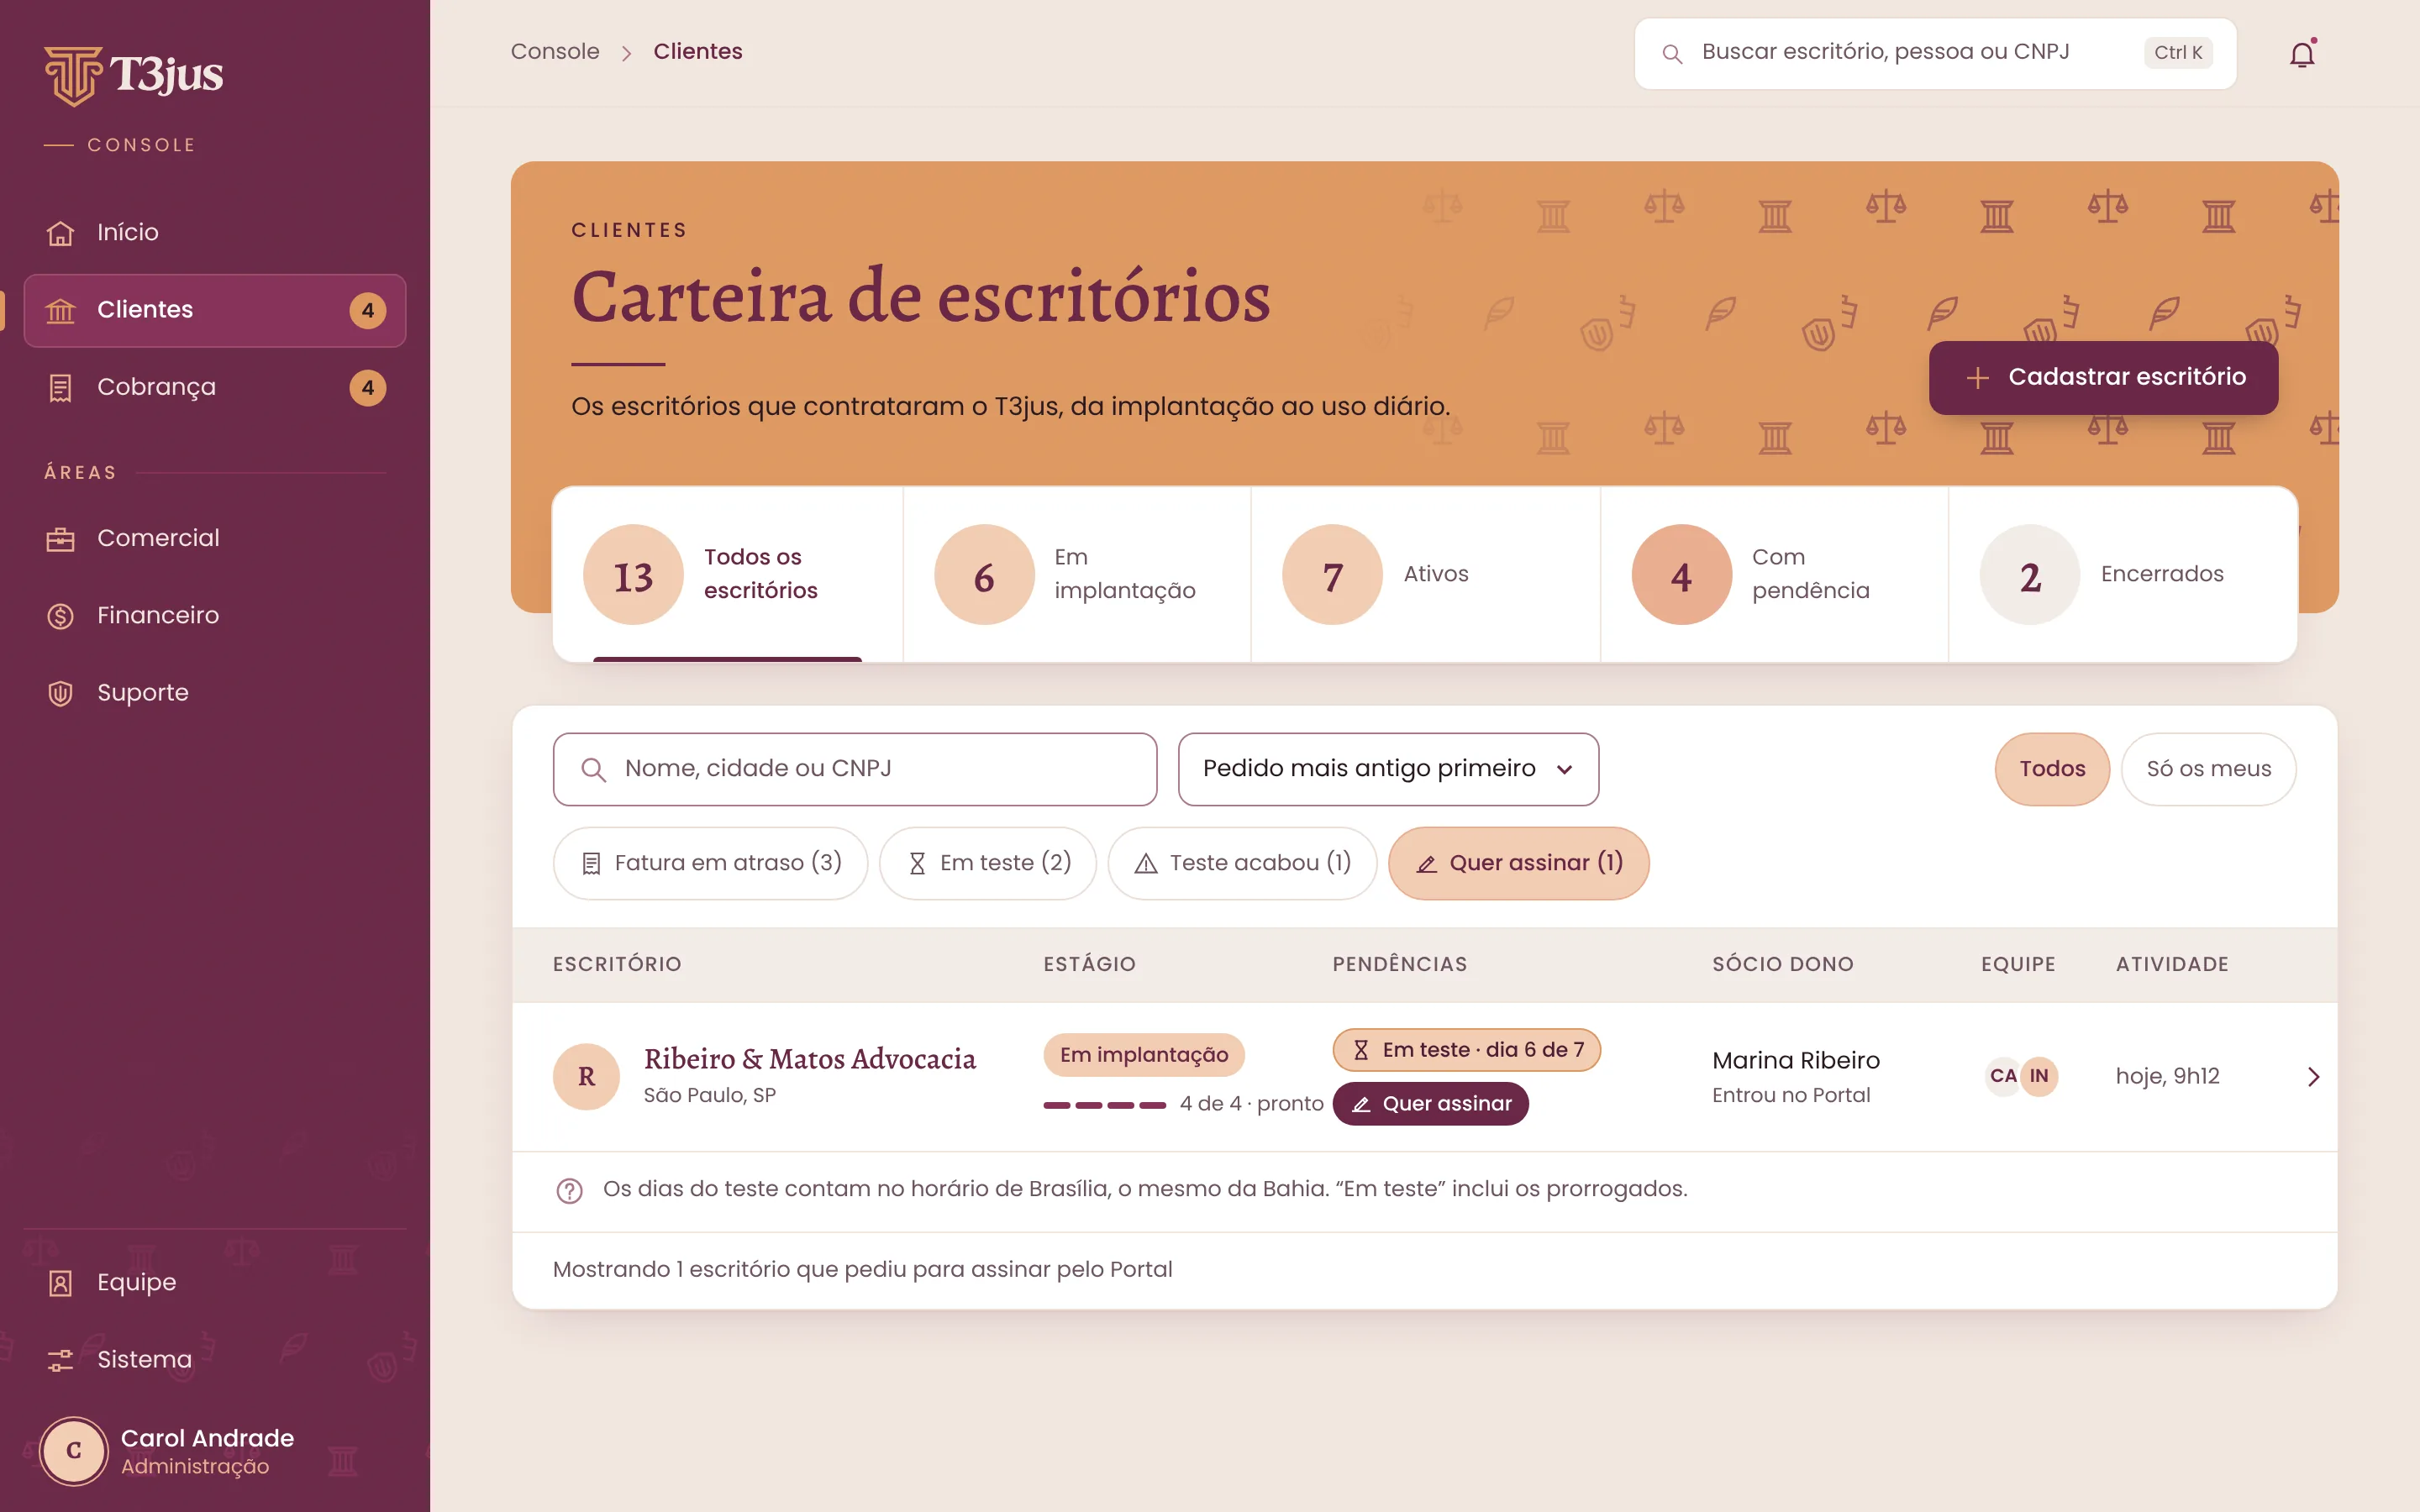 T3jus
CONSOLE
Início
Clientes 4
Cobrança 4
ÁREAS
Comercial
Financeiro
Suporte
Equipe
Sistema
C
Carol Andrade
Administração
Console > Clientes
Buscar escritório, pessoa ou CNPJ Ctrl K
CLIENTES
Carteira de escritórios
Os escritórios que contrataram o T3jus, da implantação ao uso diário.
Cadastrar escritório
13 Todos os
escritórios
6 Em
implantação
7 Ativos
4 Com
pendência
2 Encerrados
Nome, cidade ou CNPJ
Pedido mais antigo primeiro
Todos
Só os meus
Fatura em atraso (3)
Em teste (2)
Teste acabou (1)
Quer assinar (1)
ESCRITÓRIO ESTÁGIO PENDÊNCIAS SÓCIO DONO EQUIPE ATIVIDADE
R
Ribeiro & Matos Advocacia
São Paulo, SP
Em implantação
4 de 4 · pronto
Em teste · dia 6 de 7
Quer assinar
Marina Ribeiro
Entrou no Portal
CA IN
hoje, 9h12
Os dias do teste contam no horário de Brasília, o mesmo da Bahia. “Em teste” inclui os prorrogados.
Mostrando 1 escritório que pediu para assinar pelo Portal